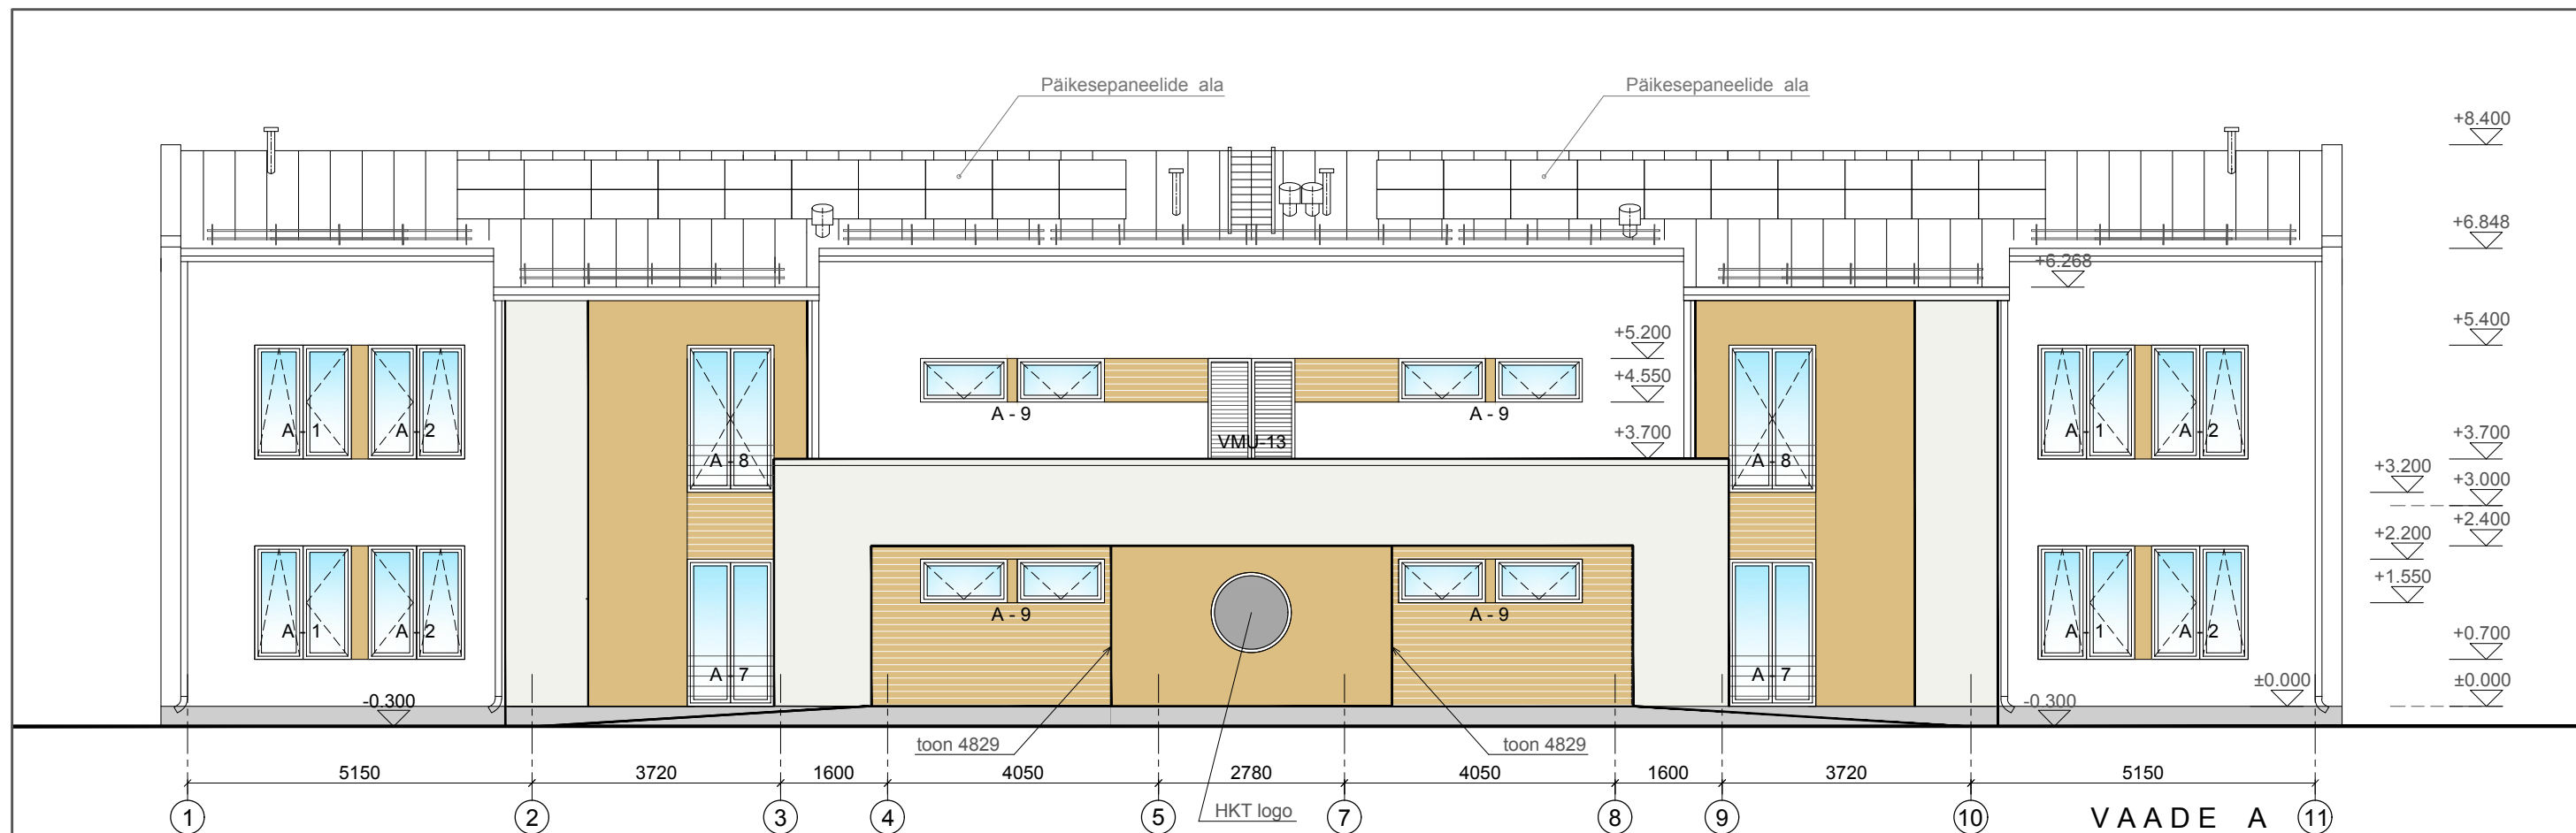 Päikesepaneelide ala
Päikesepaneelide ala
+8.400
+6.848
+6.268
+5.200
+5.400
+4.550
A - 9
A - 9
A - 1
A - 2
VMU-13
+3.700
A - 1
A - 2
+3.700
A - 8
A - 8
+3.200
+3.000
+2.400
+2.200
+1.550
A - 9
A - 9
A - 1
A - 2
A - 1
A - 2
+0.700
A - 7
A - 7
±0.000
±0.000
-0.300
-0.300
toon 4829
toon 4829
5150
3720
1600
4050
2780
4050
1600
3720
5150
HKT logo
1
2
3
4
5
7
8
9
10
VAADE A
11